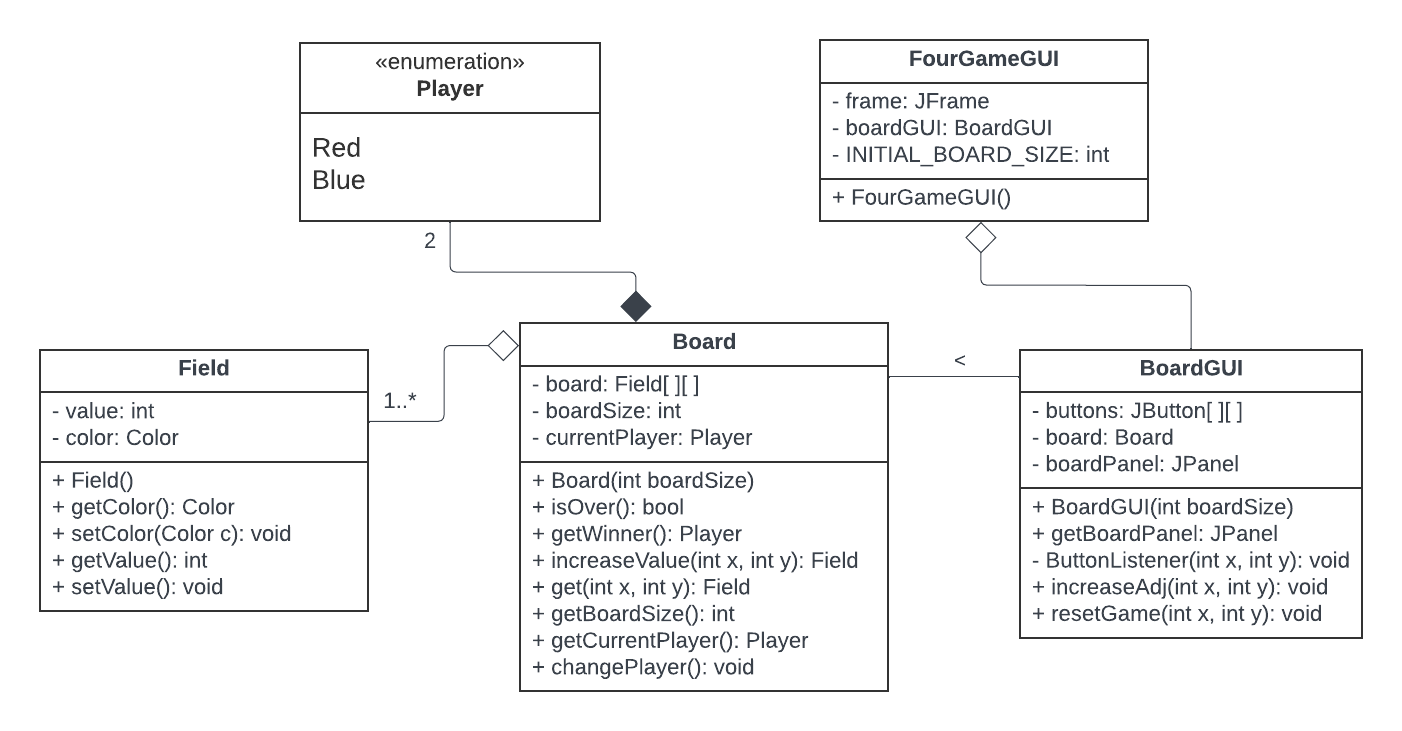 «enumeration»
Player
Red
Blue
2
FourGameGUI
- frame: JFrame
- boardGUI: BoardGUI
- INITIAL_BOARD_SIZE: int
+ FourGameGUI()
Field
- value: int
- color: Color
+ Field()
+ getColor(): Color
+ setColor(Color c): void
+ getValue(): int
+ setValue(): void
1..*
Board
- board: Field[ ][ ]
- boardSize: int
- currentPlayer: Player
+ Board(int boardSize)
+ isOver(): bool
+ getWinner(): Player
+ increaseValue(int x, int y): Field
+ get(int x, int y): Field
+ getBoardSize(): int
+ getCurrentPlayer(): Player
+ changePlayer(): void
<
BoardGUI
- buttons: JButton[ ][ ]
- board: Board
- boardPanel: JPanel
+ BoardGUI(int boardSize)
+ getBoardPanel: JPanel
- ButtonListener(int x, int y): void
+ increaseAdj(int x, int y): void
+ resetGame(int x, int y): void